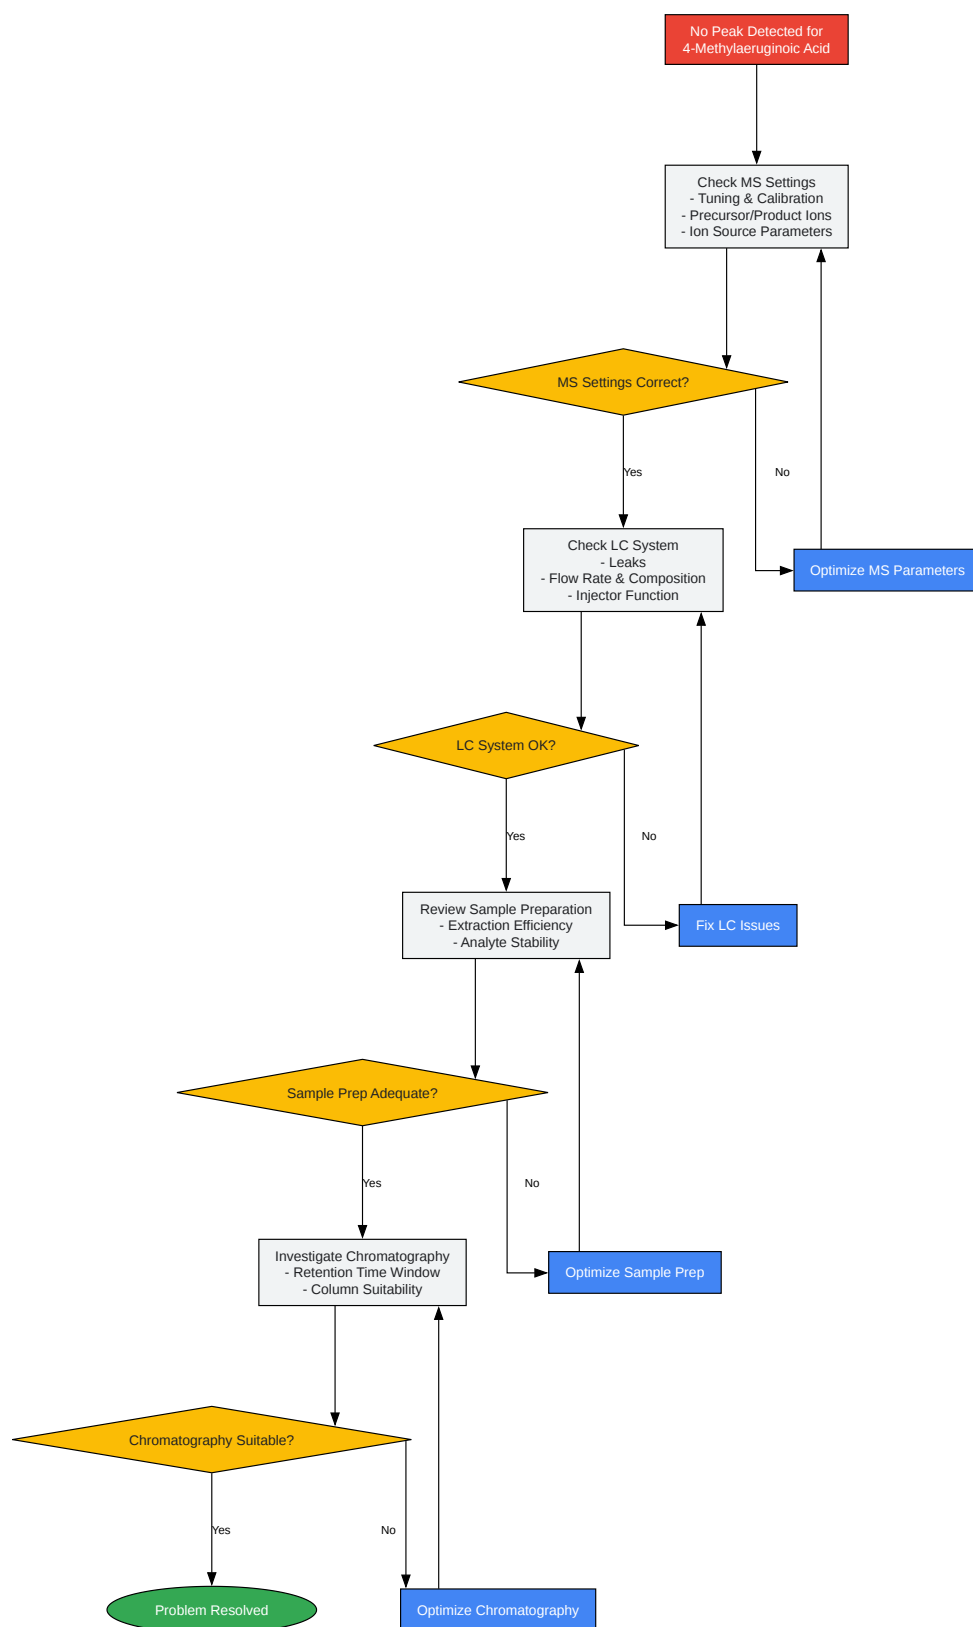 No Peak Detected for
4-Methylaeruginoic Acid
Check MS Settings
- Tuning & Calibration
- Precursor/Product Ions
- Ion Source Parameters
MS Settings Correct?
Yes
No
Check LC System
- Leaks
- Flow Rate & Composition
- Injector Function
Optimize MS Parameters
LC System OK?
Yes
No
Review Sample Preparation
- Extraction Efficiency
- Analyte Stability
Fix LC Issues
Sample Prep Adequate?
Yes
No
Investigate Chromatography
- Retention Time Window
- Column Suitability
Optimize Sample Prep
Chromatography Suitable?
Yes
No
Problem Resolved
Optimize Chromatography